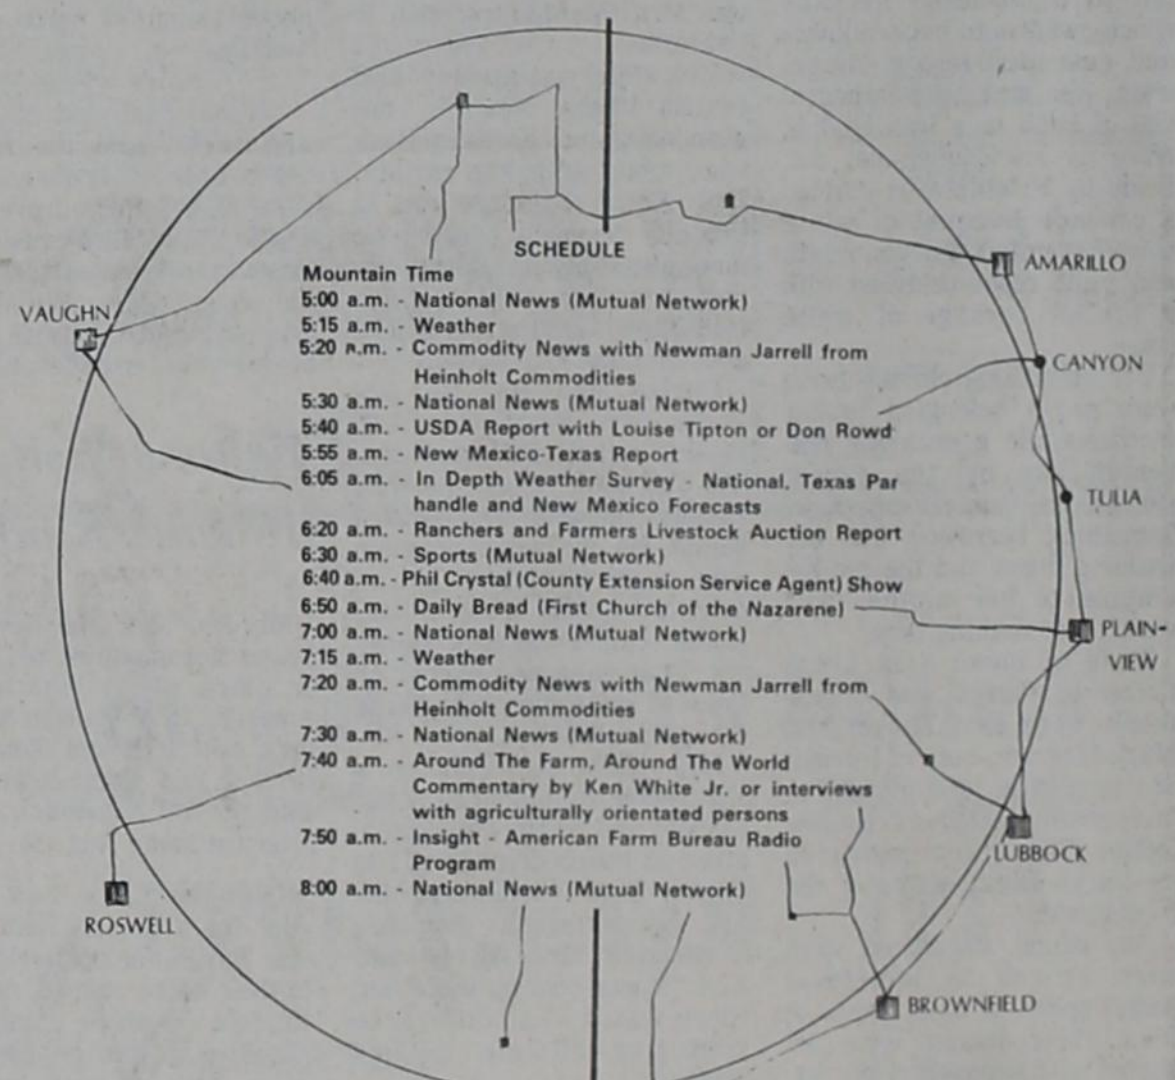 SCHEDULE
AMARILLO
Mountain Time
5:00 a.m. - National News (Mutual Network)
VAUGHN
5:15 a.m. - Weather
5:20 a.m. - Commodity News with Newman Jarrell from
Heinholt Commodities
CANYON
5:30 a.m. - National News (Mutual Network)
5:40 a.m. - USDA Report with Louise Tipton or Don Rowd
5:55 a.m. - New Mexico-Texas Report
6:05 a.m. - In Depth Weather Survey - National, Texas Par
handle and New Mexico Forecasts
TULIA
6:20 a.m. - Ranchers and Farmers Livestock Auction Report
6:30 a.m. - Sports (Mutual Network)
6:40 a.m. - Phil Crystal (County Extension Service Agent) Show
6:50 a.m. - Daily Bread (First Church of the Nazarene)
7:00 a.m. - National News (Mutual Network)
PLAIN-
VIEW
7:15 a.m. - Weather
7:20 a.m. - Commodity News with Newman Jarrell from
Heinholt Commodities
7:30 a.m. - National News (Mutual Network)
7:40 a.m. - Around The Farm, Around The World
Commentary by Ken White Jr. or interviews
with agriculturally orientated persons
7:50 a.m. - Insight - American Farm Bureau Radio
Program
LUBBOCK
8:00 a.m. - National News (Mutual Network)
ROSWELL
BROWNFIELD